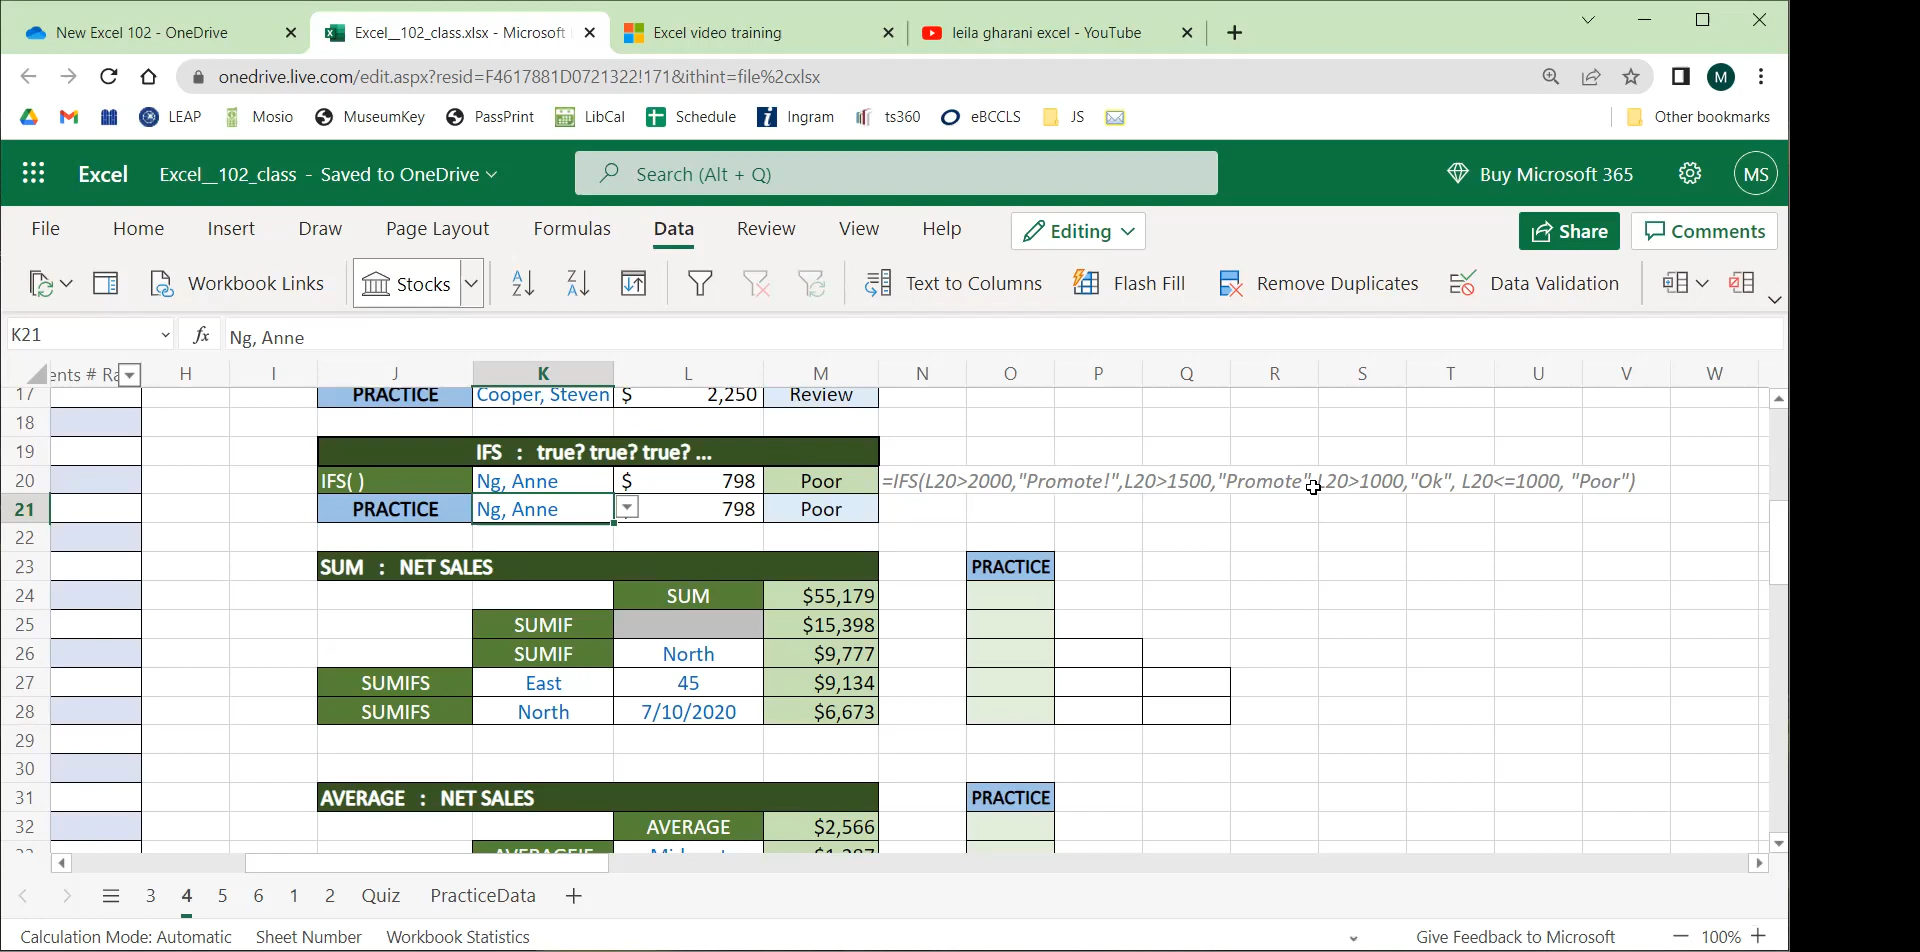 New Excel 102 - OneDrive
Excel__102_class.xlsx - Microsoft
Excel video training
leila gharani excel - YouTube
onedrive.live.com/edit.aspx?resid=F4617881D0721322!171&ithint=file%2cxlsx
M
LEAP
Mosio
MuseumKey
PassPrint
LibCal
Schedule
Ingram
ts360
eBCCLS
JS
Other bookmarks
Excel
Excel__102_class - Saved to OneDrive
Search (Alt + Q)
Buy Microsoft 365
MS
File Home Insert Draw Page Layout Formulas Data Review View Help
Editing
Share
Comments
Workbook Links
Stocks
Text to Columns
Flash Fill
Remove Duplicates
Data Validation
K21
fx
Ng, Anne
ents # Ra H I J K L M N O P Q R S T U V W
17 PRACTICE Cooper, Steven $ 2,250 Review
18
19 IFS : true? true? true? ...
20 IFS( ) Ng, Anne $ 798 Poor =IFS(L20>2000,"Promote!",L20>1500,"Promote",L20>1000,"Ok", L20<=1000, "Poor")
21 PRACTICE Ng, Anne 798 Poor
22
23 SUM : NET SALES PRACTICE
24 SUM $55,179
25 SUMIF $15,398
26 SUMIF North $9,777
27 SUMIFS East 45 $9,134
28 SUMIFS North 7/10/2020 $6,673
29
30
31 AVERAGE : NET SALES PRACTICE
32 AVERAGE $2,566
3 4 5 6 1 2 Quiz PracticeData
Calculation Mode: Automatic
Sheet Number
Workbook Statistics
Give Feedback to Microsoft
100%